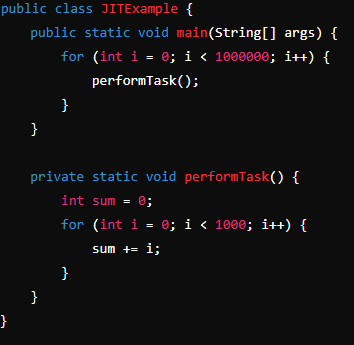 public class JITExample {
    public static void main(String[] args) {
        for (int i = 0; i < 1000000; i++) {
            performTask();
        }
    }

    private static void performTask() {
        int sum = 0;
        for (int i = 0; i < 1000; i++) {
            sum += i;
        }
    }
}